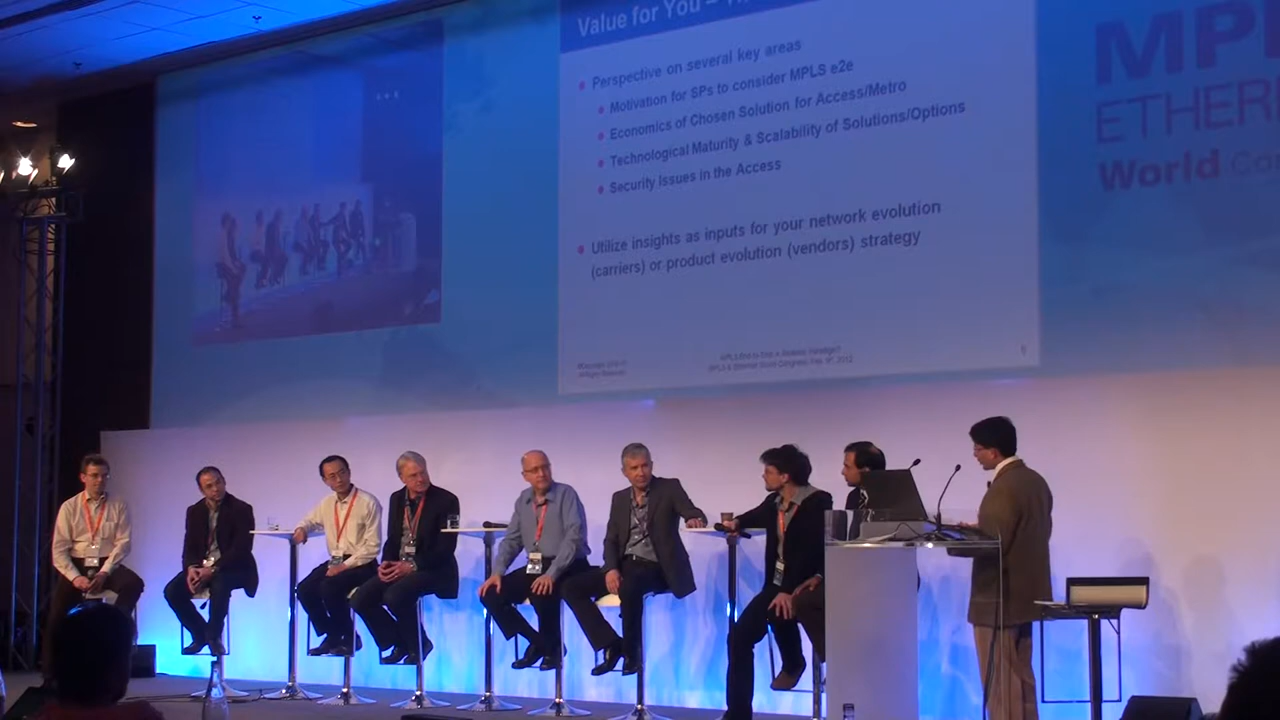 Value for You –
Perspective on several key areas
Motivation for SPs to consider MPLS e2e
Economics of Chosen Solution for Access/Metro
Technological Maturity & Scalability of Solutions/Options
Security Issues in the Access
Utilize insights as inputs for your network evolution
(carriers) or product evolution (vendors) strategy
MPL
ETHER
World Co